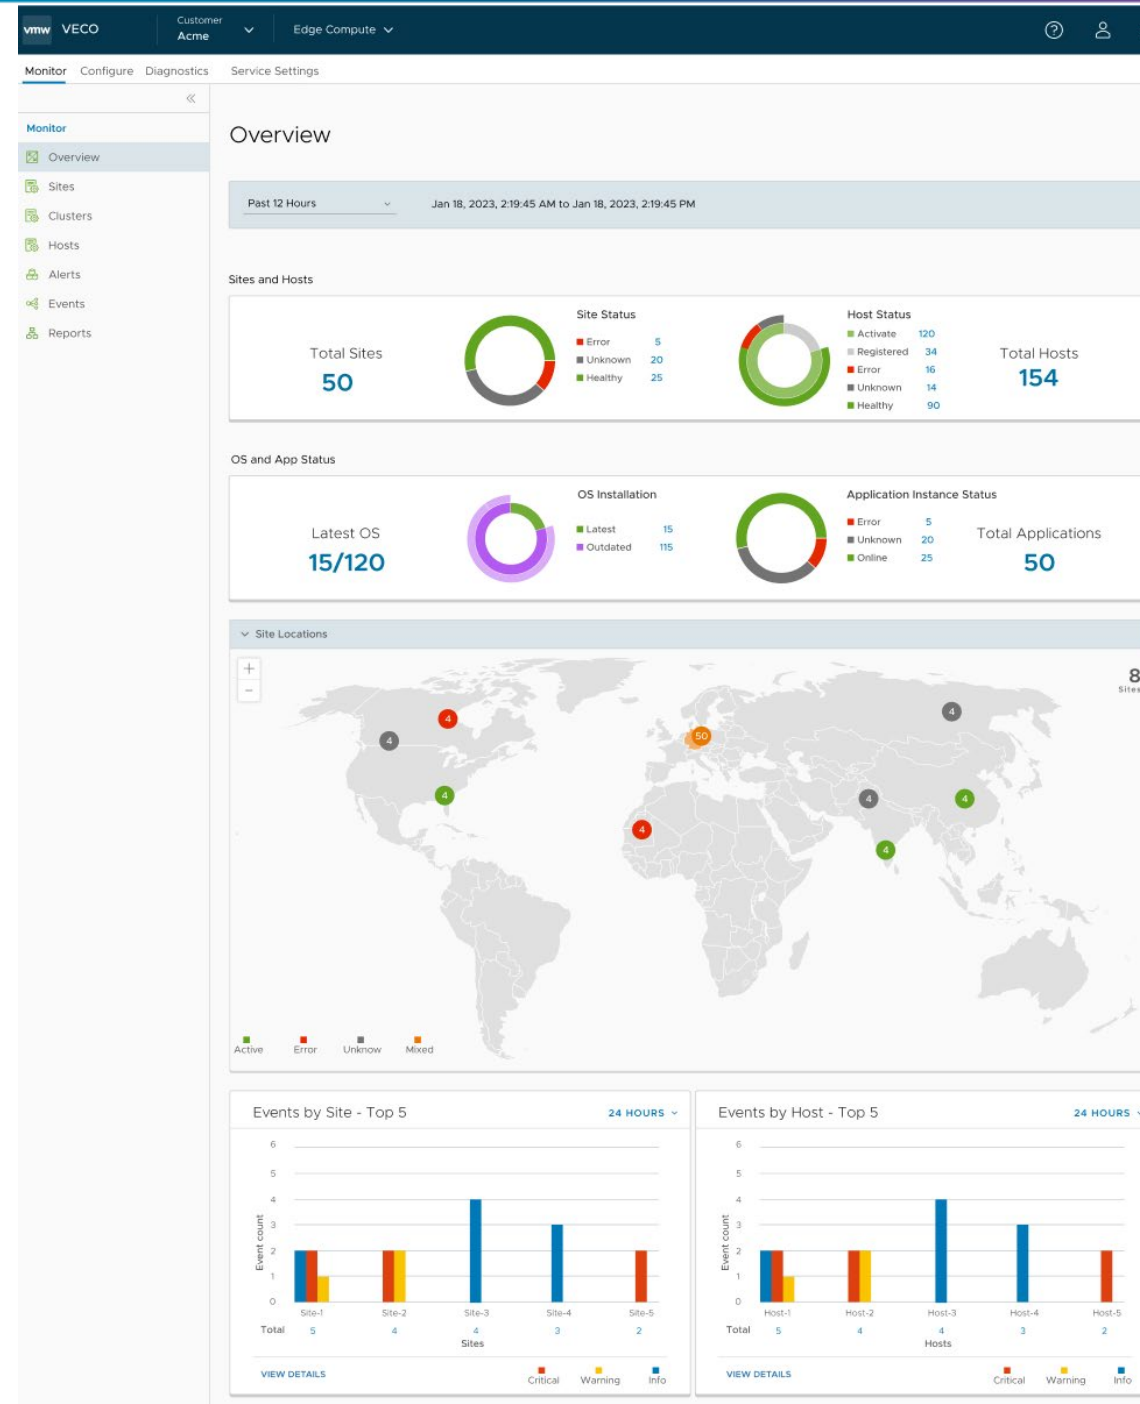 vmw VECO
Customer
Acme
Edge Compute
Monitor Configure Diagnostics Service Settings
Monitor
Overview
Sites
Clusters
Hosts
Alerts
Events
Reports
Overview
Past 12 Hours Jan 18, 2023, 2:19:45 AM to Jan 18, 2023, 2:19:45 PM
Sites and Hosts
Total Sites
50
Site Status
Error 5
Unknown 20
Healthy 25
Host Status
Activate 120
Registered 34
Error 16
Unknown 14
Healthy 90
Total Hosts
154
OS and App Status
Latest OS
15/120
OS Installation
Latest 15
Outdated 115
Application Instance Status
Error 5
Unknown 20
Online 25
Total Applications
50
Site Locations
+
−
8
Sites
4
4
4
50
4
4
4
4
4
Active Error Unknow Mixed
Events by Site - Top 5
24 HOURS
6
5
4
3
2
1
0
Event count
Site-1 Site-2 Site-3 Site-4 Site-5
Total 5 4 4 3 2
Sites
VIEW DETAILS
Critical Warning Info
Events by Host - Top 5
24 HOURS
6
5
4
3
2
1
0
Event count
Host-1 Host-2 Host-3 Host-4 Host-5
Total 5 4 4 3 2
Hosts
VIEW DETAILS
Critical Warning Info